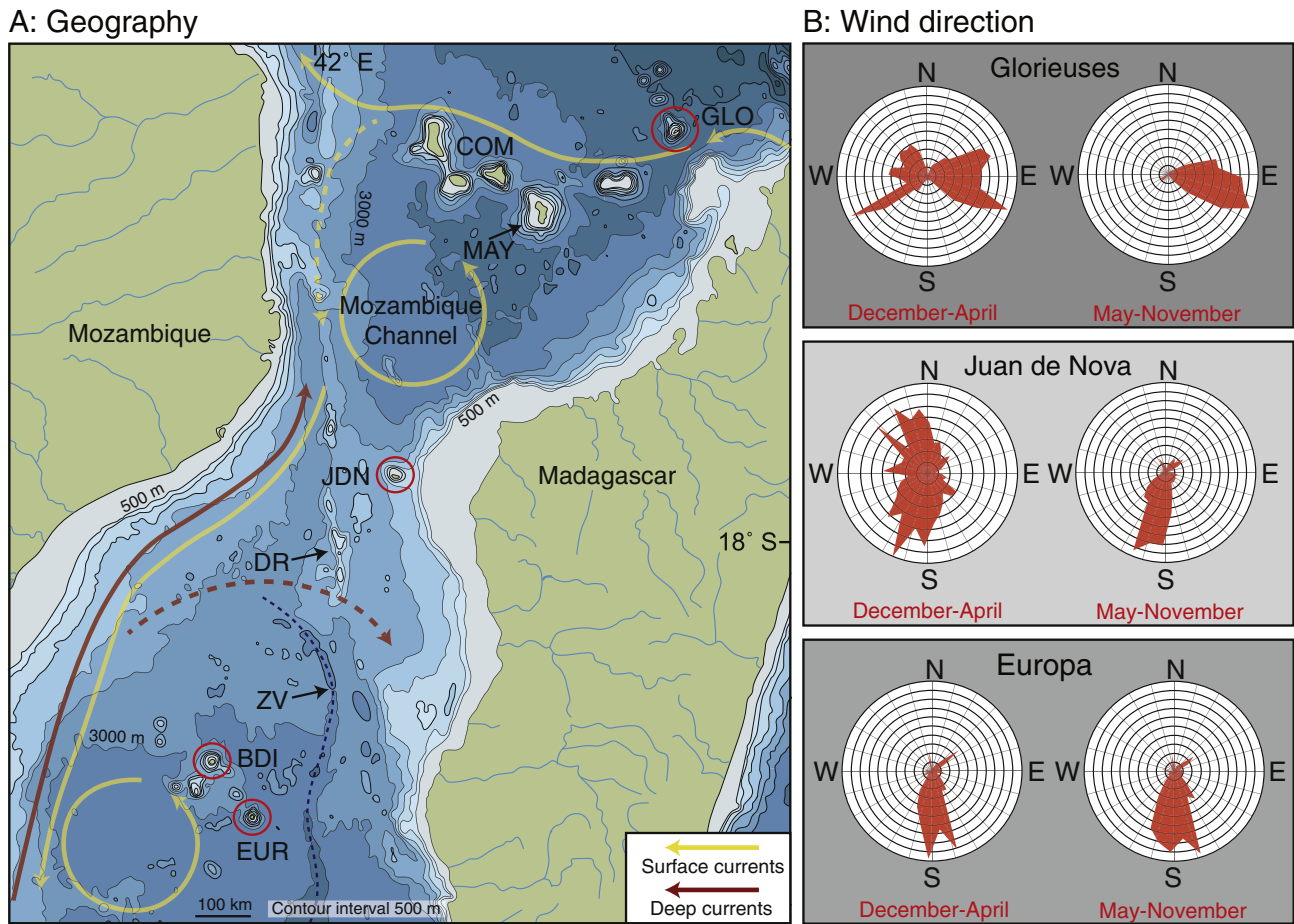 A: Geography
42° E
GLO
COM
3000 m
MAY
Mozambique
Channel
Mozambique
500 m
JDN
Madagascar
500 m
18° S
DR
ZV
3000 m
BDI
EUR
100 km
Contour interval 500 m
Surface currents
Deep currents
B: Wind direction
Glorieuses
N
N
W
E
W
E
S
S
December-April
May-November
Juan de Nova
N
N
W
E
W
E
S
S
December-April
May-November
Europa
N
N
W
E
W
E
S
S
December-April
May-November